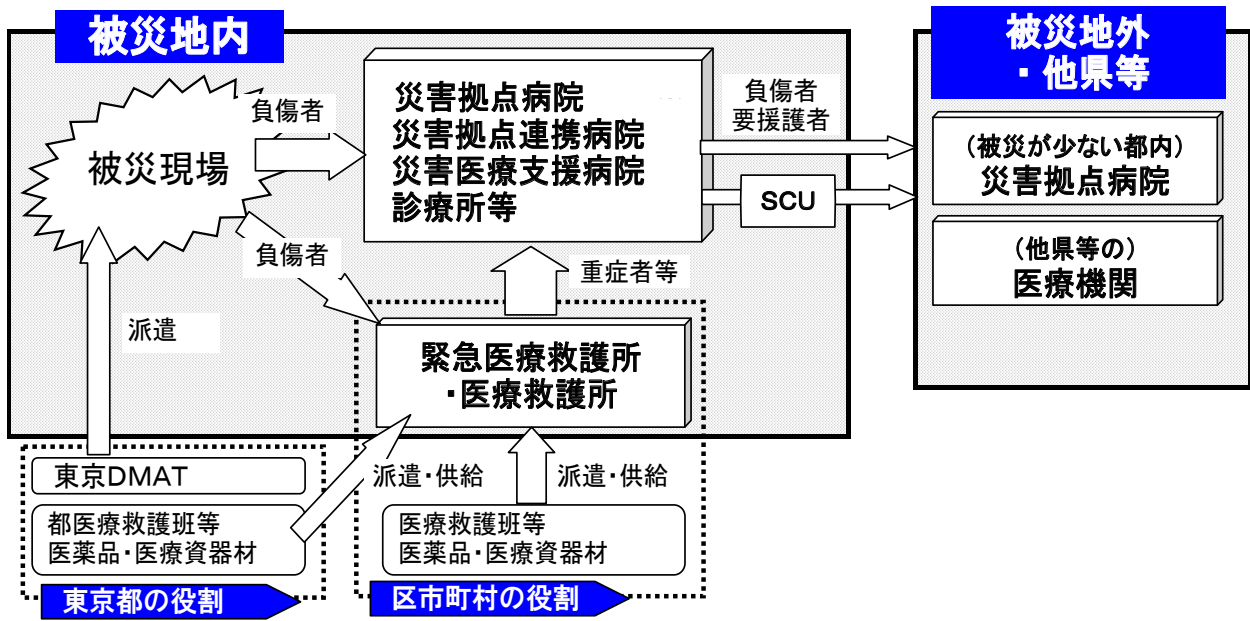 被災地内
被災現場
負傷者
災害拠点病院
災害拠点連携病院
災害医療支援病院
診療所等
負傷者
要援護者
SCU
被災地外
・他県等
(被災が少ない都内)
災害拠点病院
(他県等の)
医療機関
負傷者
重症者等
派遣
緊急医療救護所
・医療救護所
東京DMAT
都医療救護班等
医薬品・医療資器材
東京都の役割
派遣・供給
派遣・供給
医療救護班等
医薬品・医療資器材
区市町村の役割